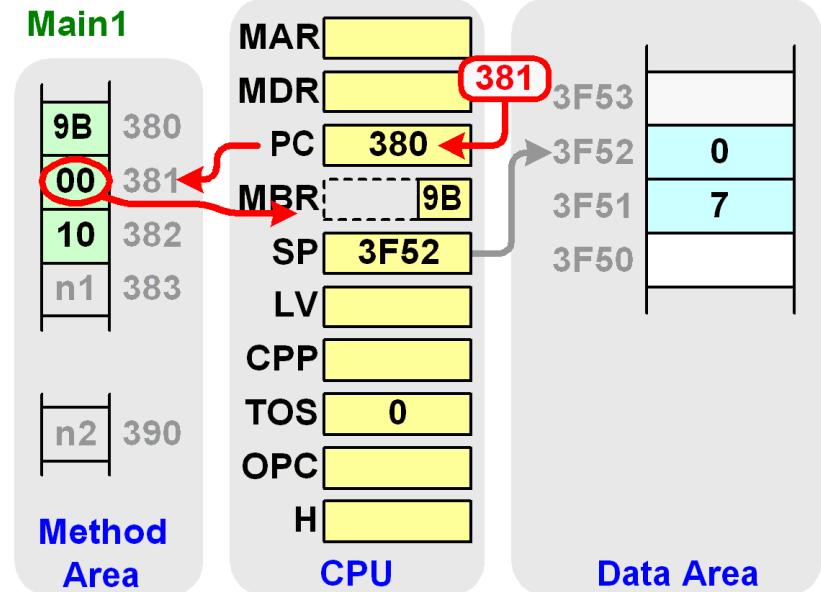 Main1
9B 380
00 381
10 382
n1 383
n2 390
Method
Area
MAR
MDR
381
PC 380
MBR 9B
SP 3F52
LV
CPP
TOS 0
OPC
H
CPU
3F53
3F52 0
3F51 7
3F50
Data Area